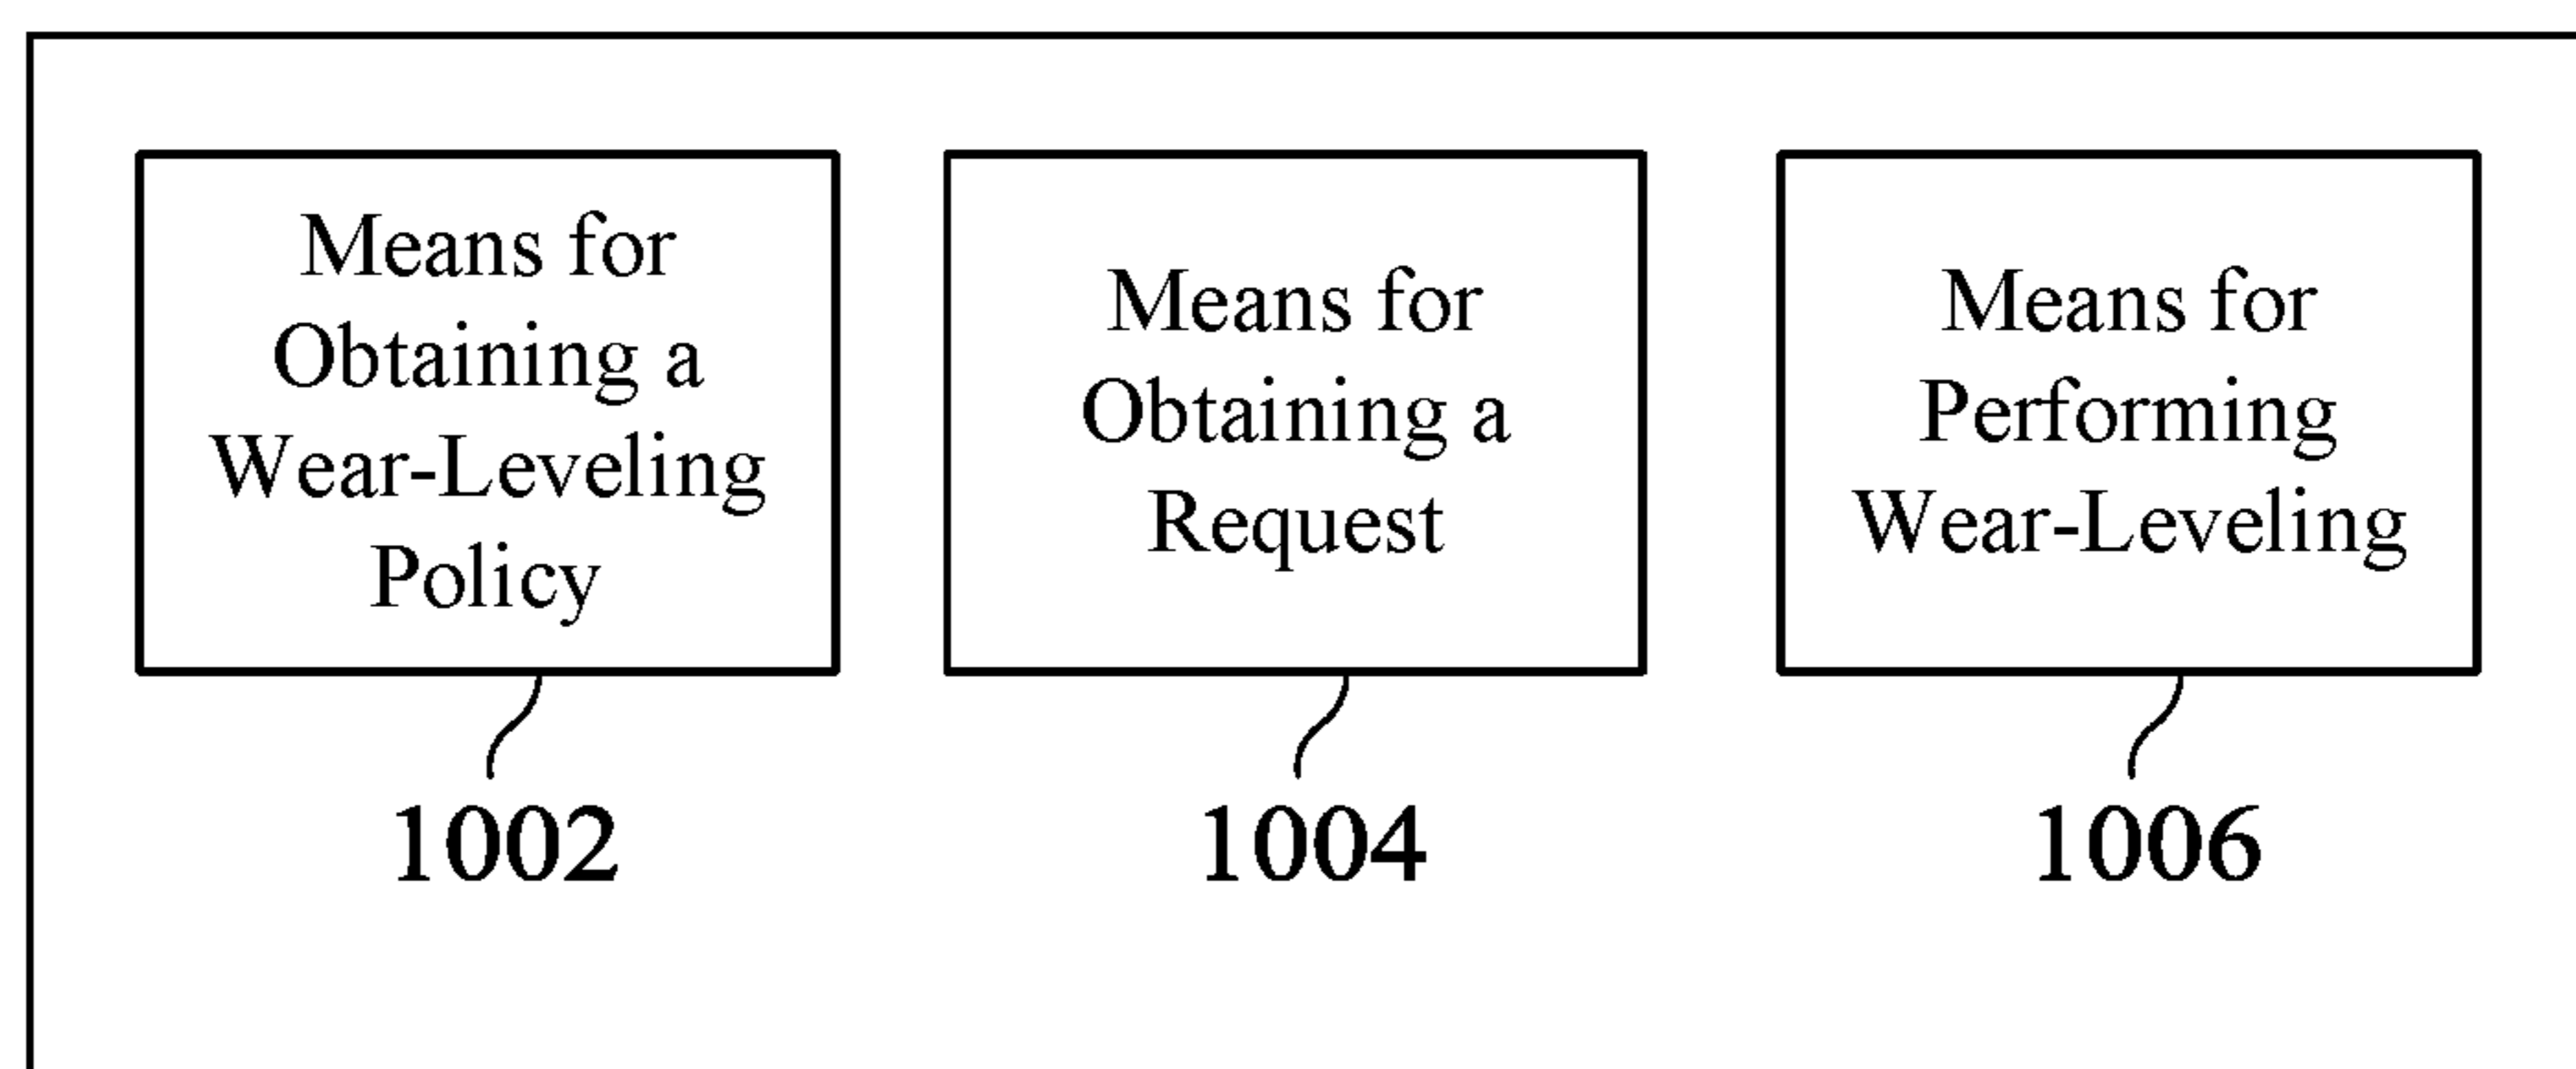 Means for
Obtaining a
Wear-Leveling
Policy
1002
Means for
Obtaining a
Request
1004
Means for
Performing
Wear-Leveling
1006